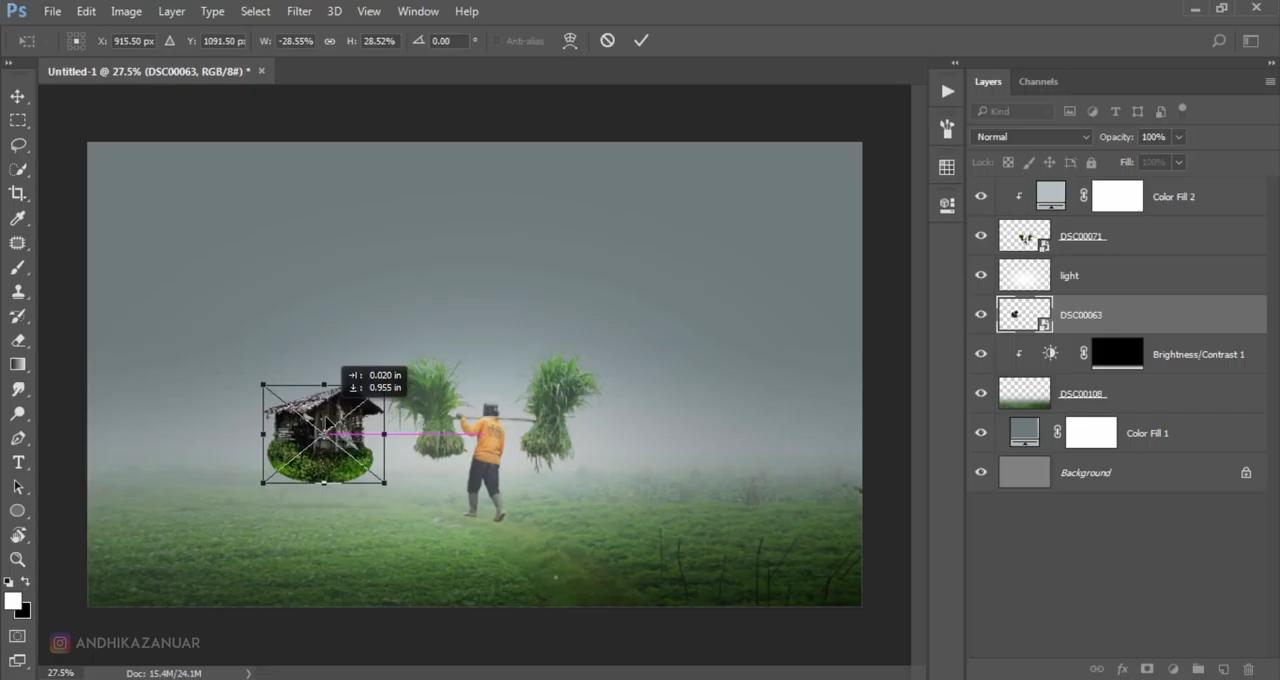 Ps File Edit Image Layer Type Select Filter 3D View Window Help
X: 915.50 px Y: 1091.50 p: W: -28.55% H: 28.52% 0.00 ° Anti-alias
Untitled-1 @ 27.5% (DSC00063, RGB/8#) * ×
Layers Channels
Kind
Normal Opacity: 100%
Lock: Fill: 100%
Color Fill 2
DSC00071
light
DSC00063
Brightness/Contrast 1
DSC00108
Color Fill 1
Background
: 0.020 in
: 0.955 in
ANDHIKAZANUAR
27.5% Doc: 15.4M/24.1M